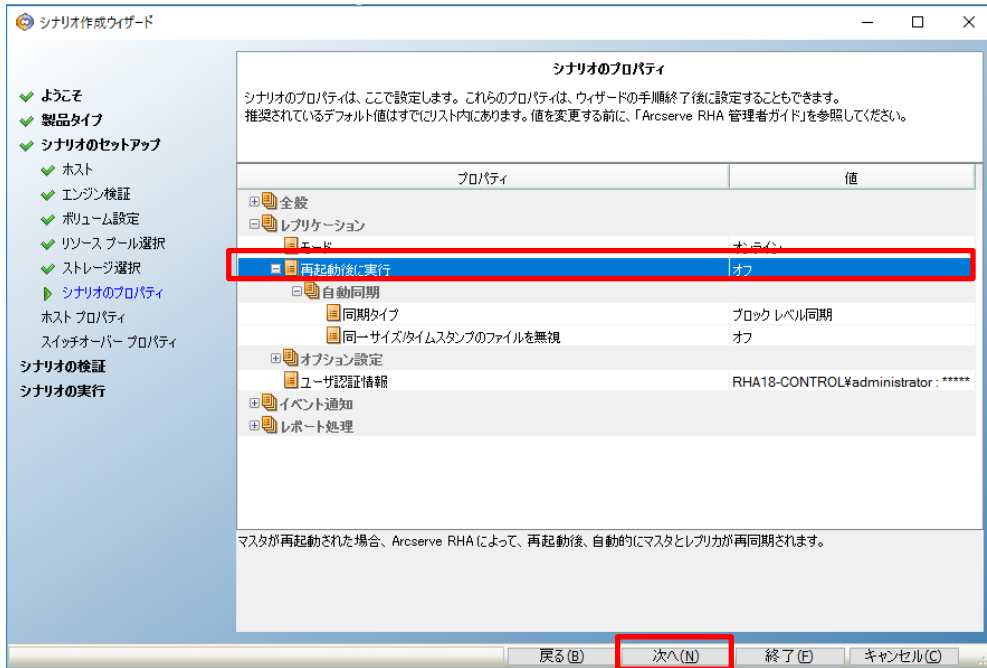 シナリオ作成ウィザード
ようこそ
製品タイプ
シナリオのセットアップ
ホスト
エンジン検証
ボリューム設定
リソース プール選択
ストレージ選択
シナリオのプロパティ
ホスト プロパティ
スイッチオーバー プロパティ
シナリオの検証
シナリオの実行
シナリオのプロパティ
シナリオのプロパティは、ここで設定します。これらのプロパティは、ウィザードの手順終了後に設定することもできます。
推奨されているデフォルト値はすでにリスト内にあります。値を変更する前に、「Arcserve RHA 管理者ガイド」を参照してください。
プロパティ 値
全般
レプリケーション
モード オンライン
再起動後に実行 オフ
自動同期
同期タイプ ブロック レベル同期
同一サイズ/タイムスタンプのファイルを無視 オフ
オプション設定
ユーザ認証情報 RHA18-CONTROL¥administrator : *****
イベント通知
レポート処理
マスタが再起動された場合、Arcserve RHA によって、再起動後、自動的にマスタとレプリカが再同期されます。
戻る(B) 次へ(N) 終了(F) キャンセル(C)